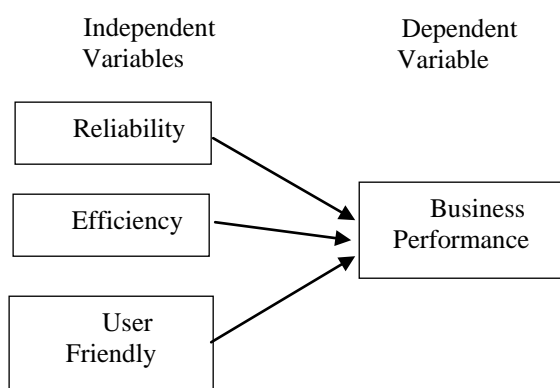 Independent
Variables
Dependent
Variable
Reliability
Efficiency
User
Friendly
Business
Performance